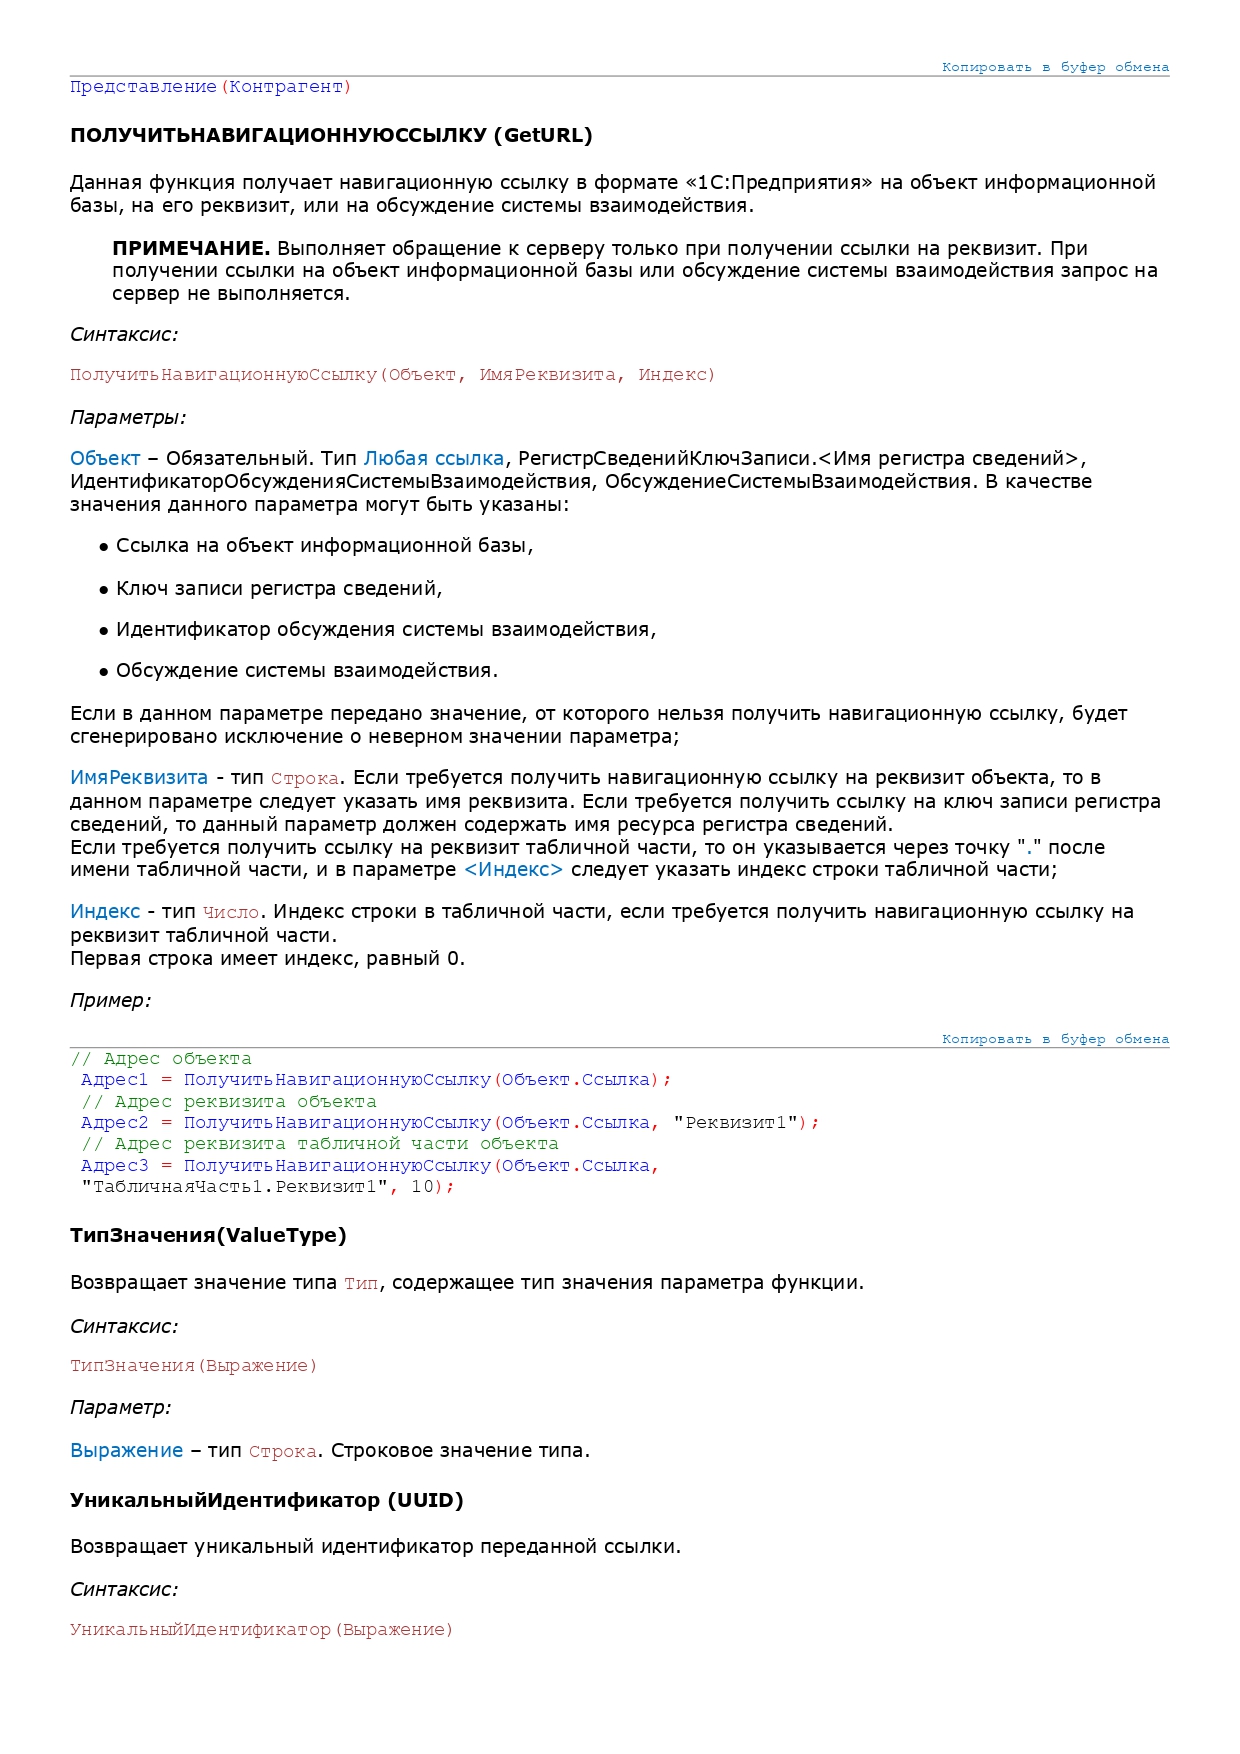 Копировать в буфер обмена
Представление(Контрагент)
ПОЛУЧИТЬНАВИГАЦИОННУЮССЫЛКУ (GetURL)
Данная функция получает навигационную ссылку в формате «1С:Предприятия» на объект информационной
базы, на его реквизит, или на обсуждение системы взаимодействия.
ПРИМЕЧАНИЕ. Выполняет обращение к серверу только при получении ссылки на реквизит. При
получении ссылки на объект информационной базы или обсуждение системы взаимодействия запрос на
сервер не выполняется.
Синтаксис:
ПолучитьНавигационнуюСсылку(Объект, ИмяРеквизита, Индекс)
Параметры:
Объект – Обязательный. Тип Любая ссылка, РегистрСведенийКлючЗаписи.<Имя регистра сведений>,
ИдентификаторОбсужденияСистемыВзаимодействия, ОбсуждениеСистемыВзаимодействия. В качестве
значения данного параметра могут быть указаны:
● Ссылка на объект информационной базы,
● Ключ записи регистра сведений,
● Идентификатор обсуждения системы взаимодействия,
● Обсуждение системы взаимодействия.
Если в данном параметре передано значение, от которого нельзя получить навигационную ссылку, будет
сгенерировано исключение о неверном значении параметра;
ИмяРеквизита - тип Строка. Если требуется получить навигационную ссылку на реквизит объекта, то в
данном параметре следует указать имя реквизита. Если требуется получить ссылку на ключ записи регистра
сведений, то данный параметр должен содержать имя ресурса регистра сведений.
Если требуется получить ссылку на реквизит табличной части, то он указывается через точку "." после
имени табличной части, и в параметре <Индекс> следует указать индекс строки табличной части;
Индекс - тип Число. Индекс строки в табличной части, если требуется получить навигационную ссылку на
реквизит табличной части.
Первая строка имеет индекс, равный 0.
Пример:
Копировать в буфер обмена
// Адрес объекта
Адрес1 = ПолучитьНавигационнуюСсылку(Объект.Ссылка);
// Адрес реквизита объекта
Адрес2 = ПолучитьНавигационнуюСсылку(Объект.Ссылка, "Реквизит1");
// Адрес реквизита табличной части объекта
Адрес3 = ПолучитьНавигационнуюСсылку(Объект.Ссылка,
"ТабличнаяЧасть1.Реквизит1", 10);
ТипЗначения(ValueType)
Возвращает значение типа Тип, содержащее тип значения параметра функции.
Синтаксис:
ТипЗначения(Выражение)
Параметр:
Выражение – тип Строка. Строковое значение типа.
УникальныйИдентификатор (UUID)
Возвращает уникальный идентификатор переданной ссылки.
Синтаксис:
УникальныйИдентификатор(Выражение)